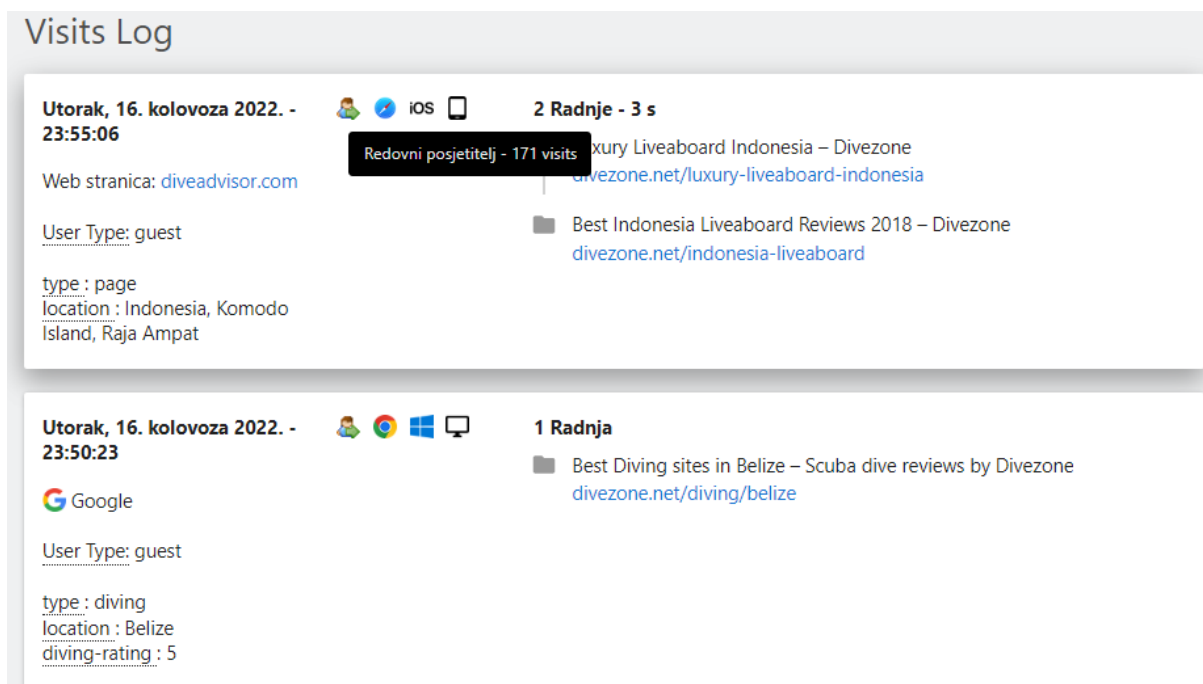 Visits Log
Utorak, 16. kolovoza 2022. -
23:55:06
iOS
Web stranica: diveadvisor.com
User Type: guest
type : page
location : Indonesia, Komodo
Island, Raja Ampat
Redovni posjetitelj - 171 visits
2 Radnje - 3 s
xury Liveaboard Indonesia – Divezone
divezone.net/luxury-liveaboard-indonesia
Best Indonesia Liveaboard Reviews 2018 – Divezone
divezone.net/indonesia-liveaboard
Utorak, 16. kolovoza 2022. -
23:50:23
Google
User Type: guest
type : diving
location : Belize
diving-rating : 5
1 Radnja
Best Diving sites in Belize – Scuba dive reviews by Divezone
divezone.net/diving/belize